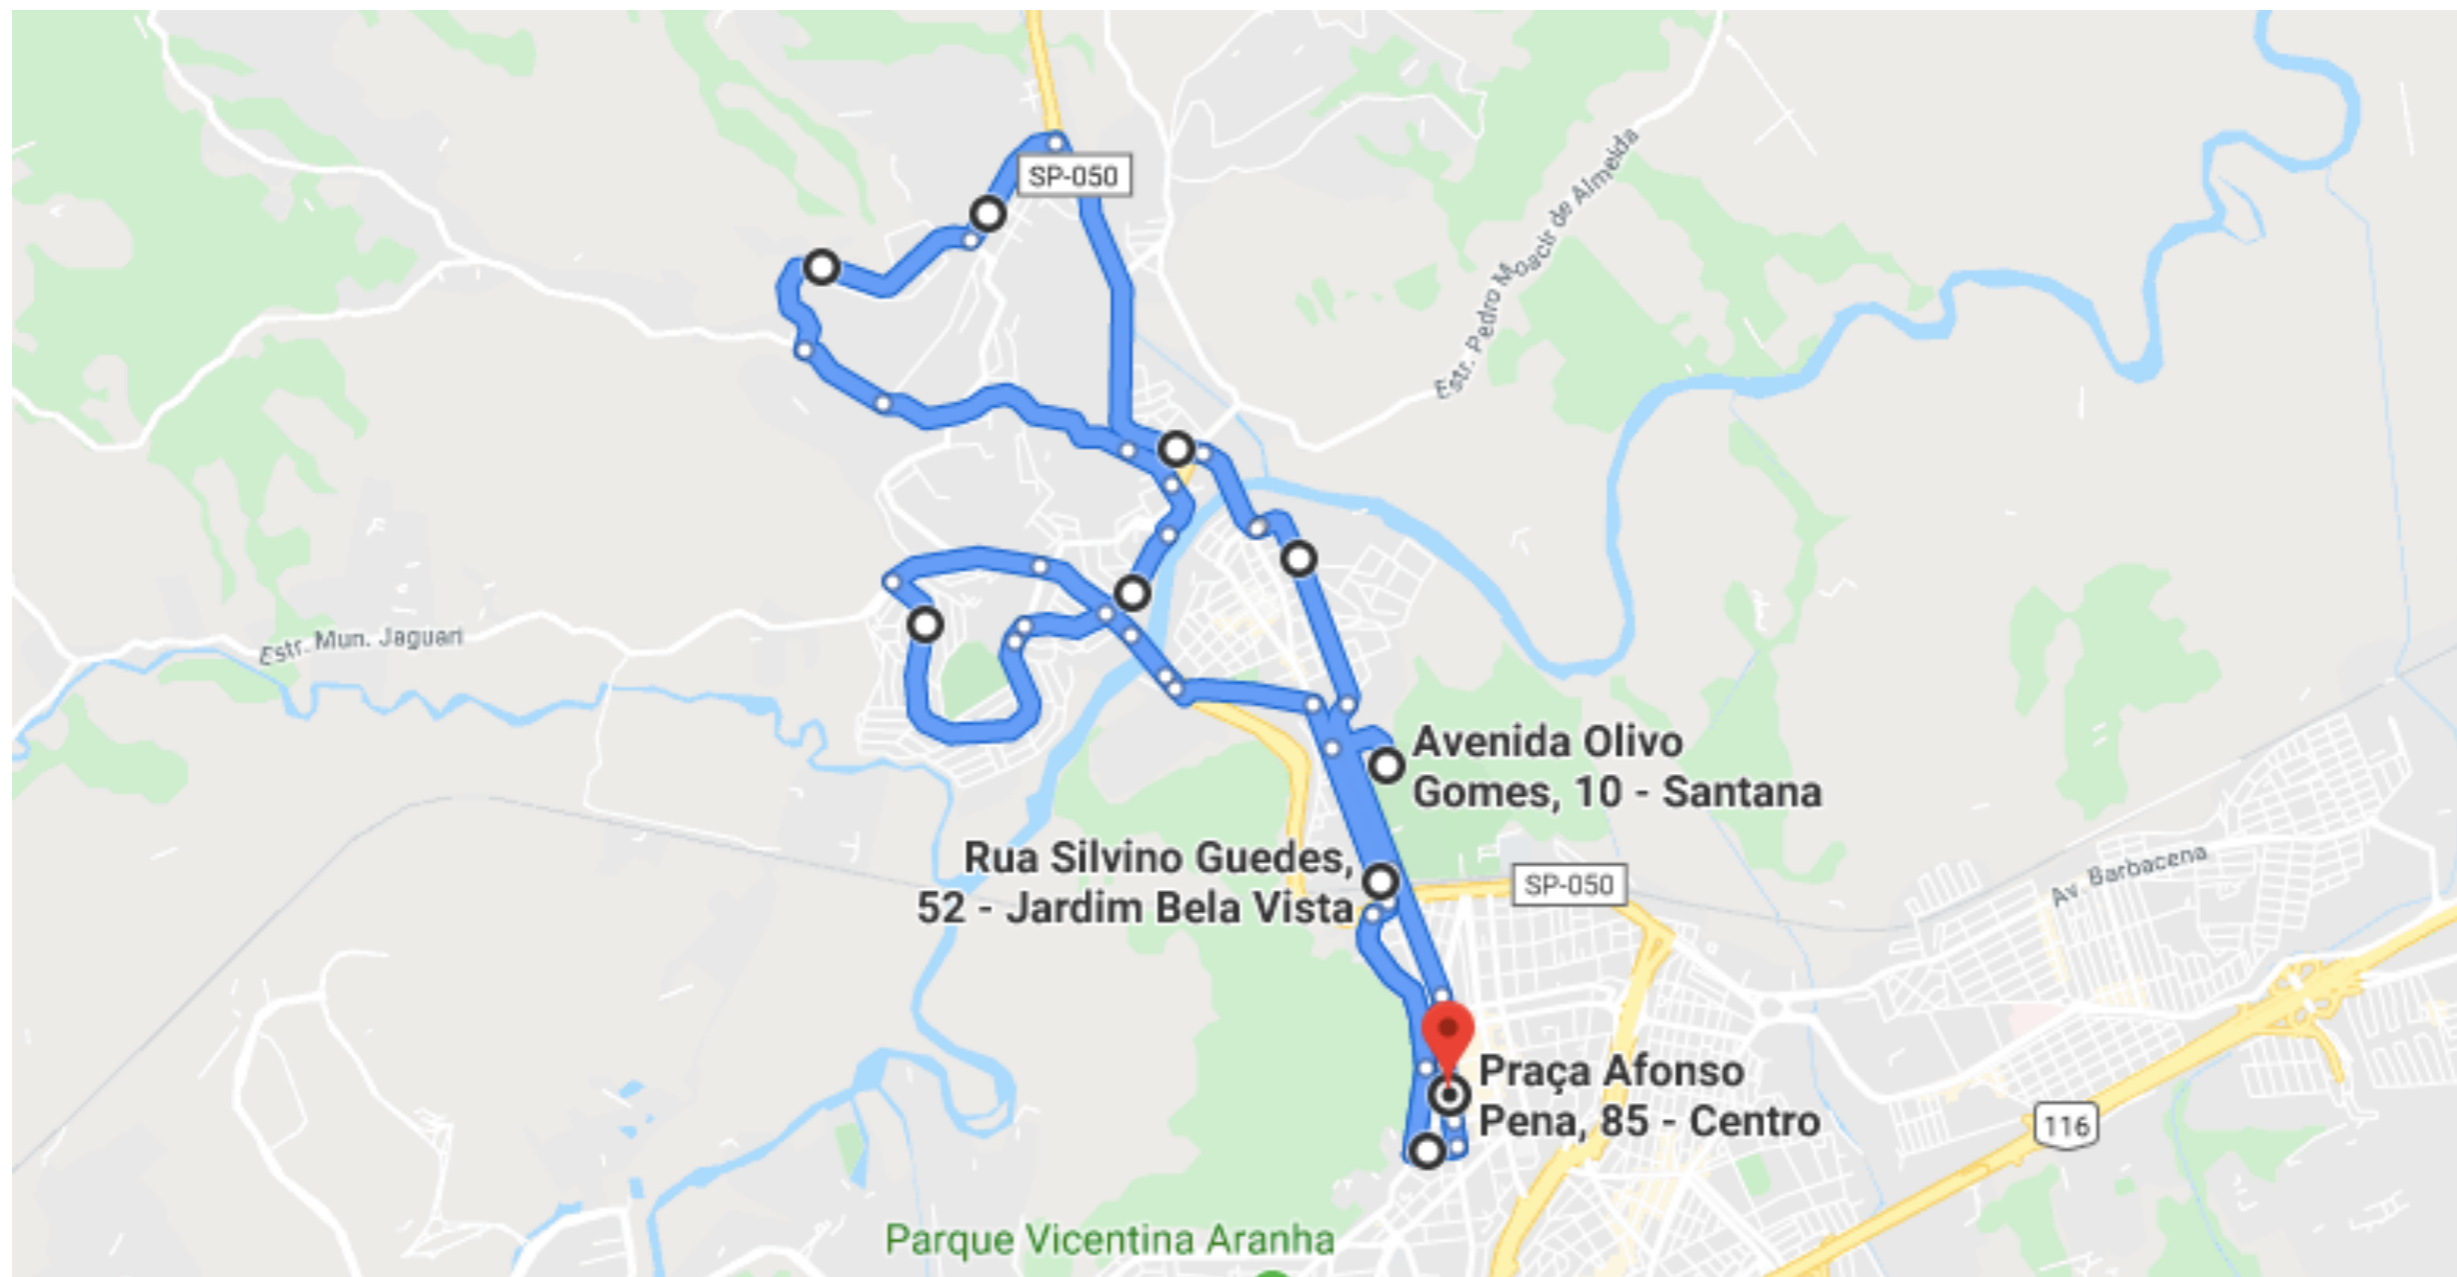 SP-050
Estr. Pedro Moacir de Almeida
Estr. Mun. Jaguari
Avenida Olivo
Gomes, 10 - Santana
Rua Silvino Guedes,
52 - Jardim Bela Vista
SP-050
Av. Barbacena
Praça Afonso
Pena, 85 - Centro
116
Parque Vicentina Aranha